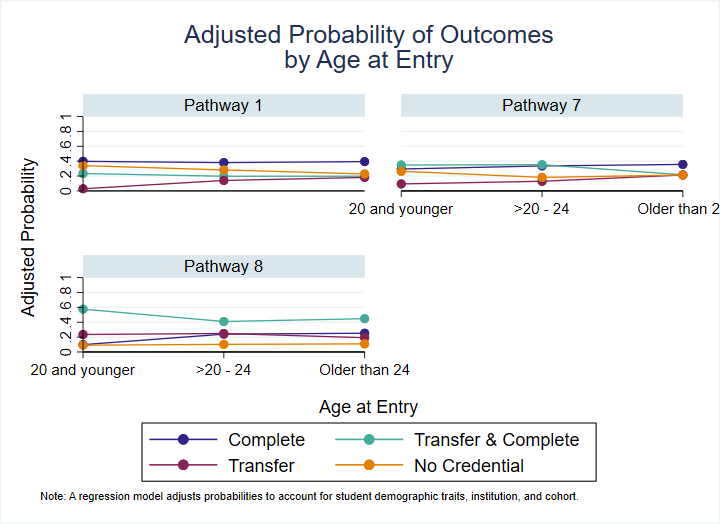 Adjusted Probability of Outcomes
by Age at Entry
Pathway 1
Pathway 7
0 .2 .4 .6 .8 1
20 and younger >20 - 24 Older than 2
Pathway 8
0 .2 .4 .6 .8 1
20 and younger >20 - 24 Older than 24
Adjusted Probability
Age at Entry
Complete
Transfer & Complete
Transfer
No Credential
Note: A regression model adjusts probabilities to account for student demographic traits, institution, and cohort.